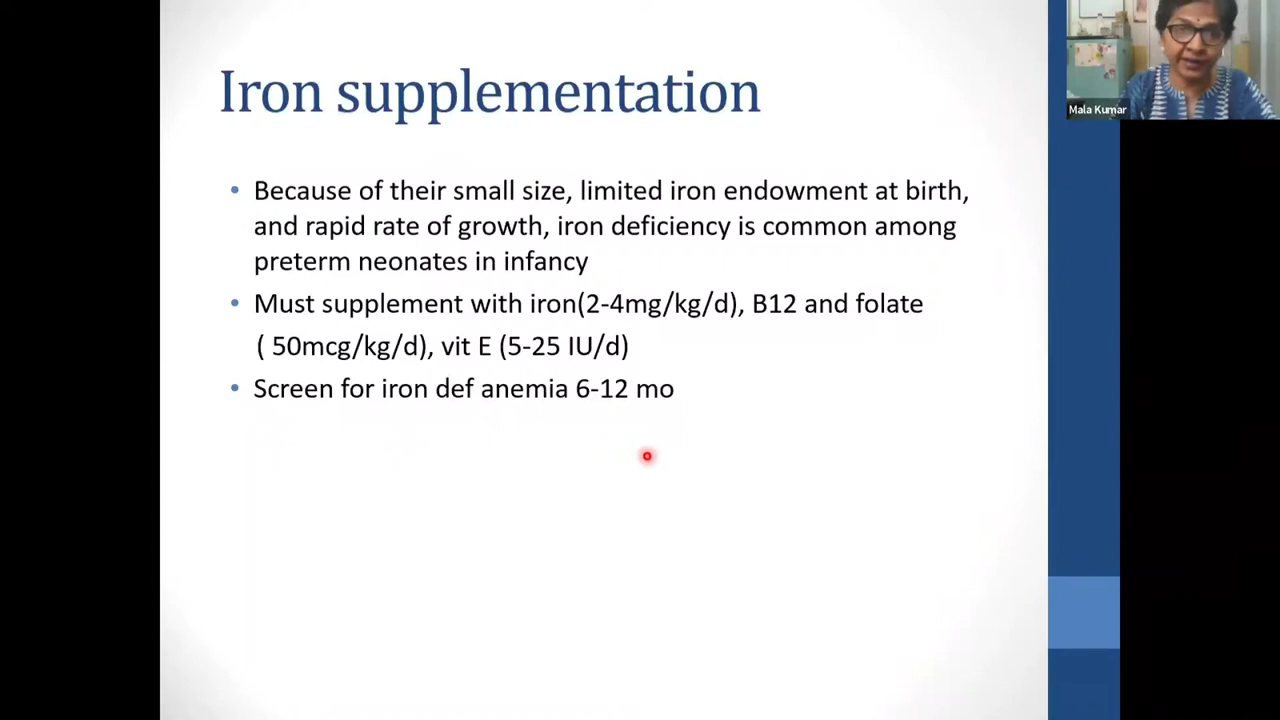 Iron supplementation
Mala Kumar
• Because of their small size, limited iron endowment at birth,
and rapid rate of growth, iron deficiency is common among
preterm neonates in infancy
• Must supplement with iron(2-4mg/kg/d), B12 and folate
( 50mcg/kg/d), vit E (5-25 IU/d)
• Screen for iron def anemia 6-12 mo